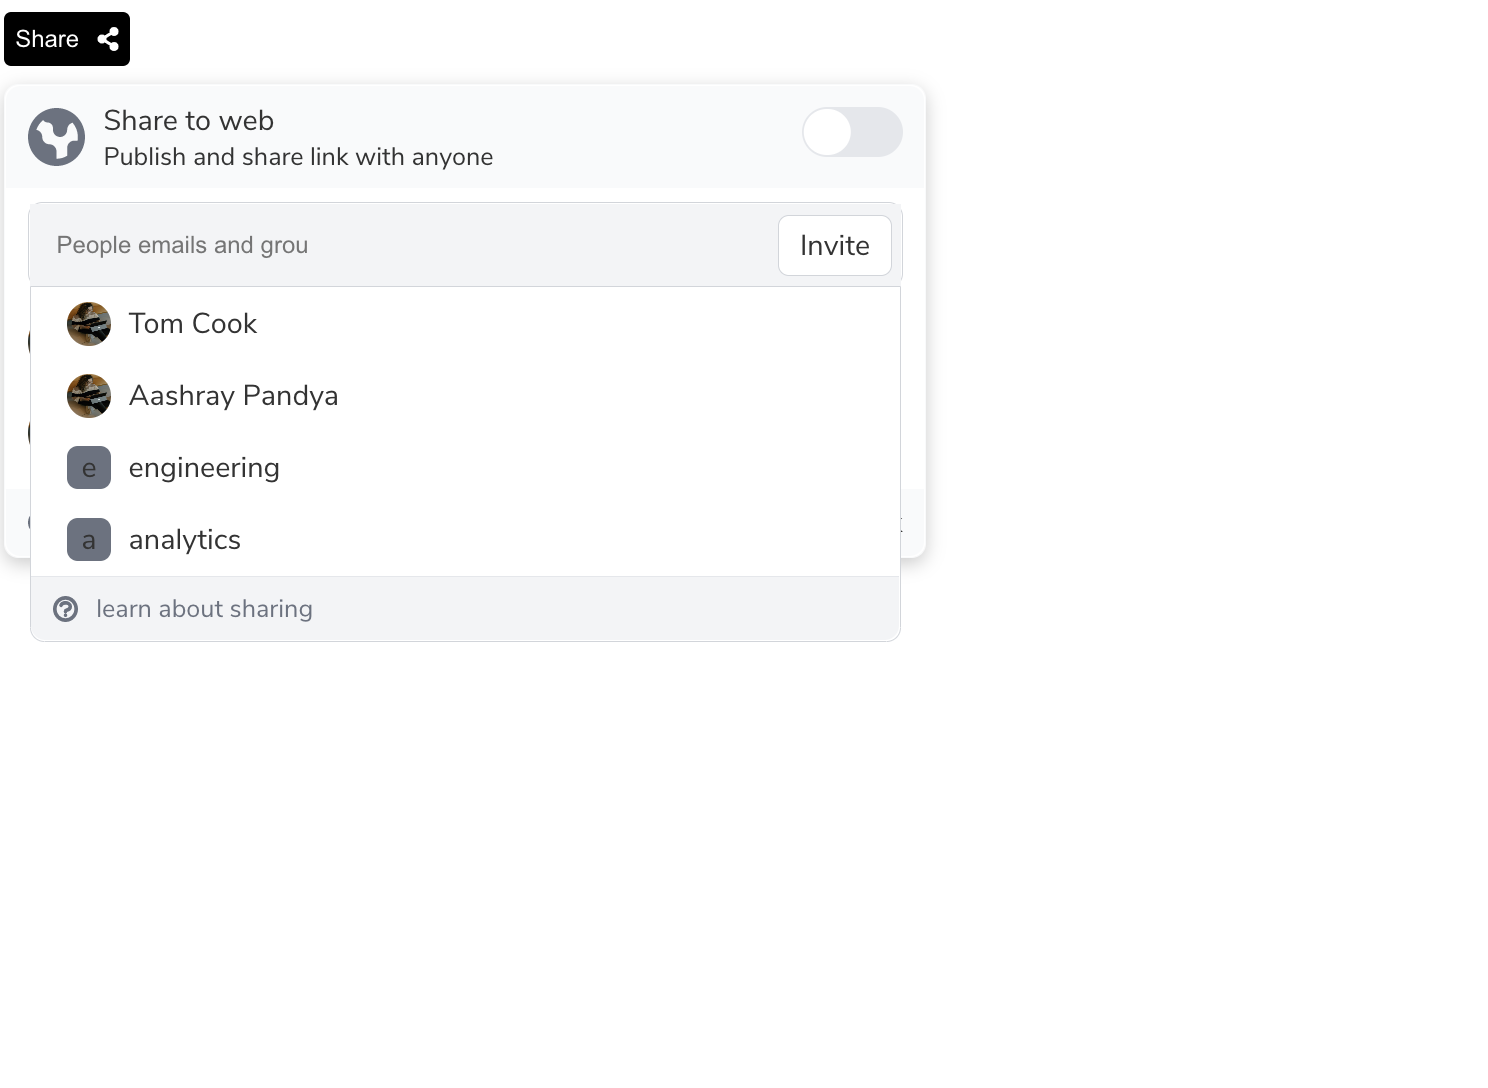 Share
Share to web
Publish and share link with anyone
People emails and grou
Invite
Tom Cook
Aashray Pandya
e engineering
a analytics
learn about sharing